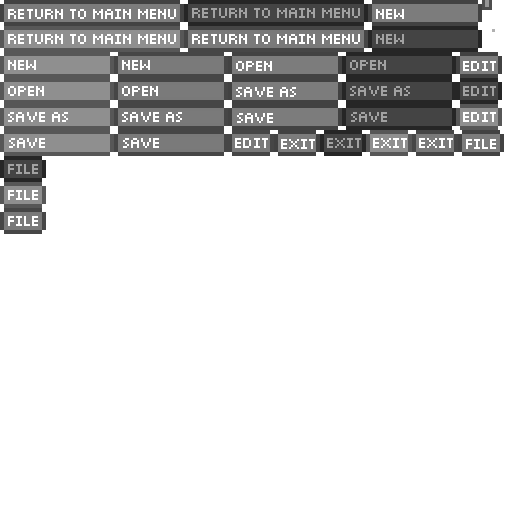 RETURN TO MAIN MENU RETURN TO MAIN MENU NEW
RETURN TO MAIN MENU RETURN TO MAIN MENU NEW
NEW NEW OPEN OPEN EDIT
OPEN OPEN SAVE AS SAVE AS EDIT
SAVE AS SAVE AS SAVE SAVE EDIT
SAVE SAVE EDIT EXIT EXIT EXIT EXIT FILE
FILE
FILE
FILE